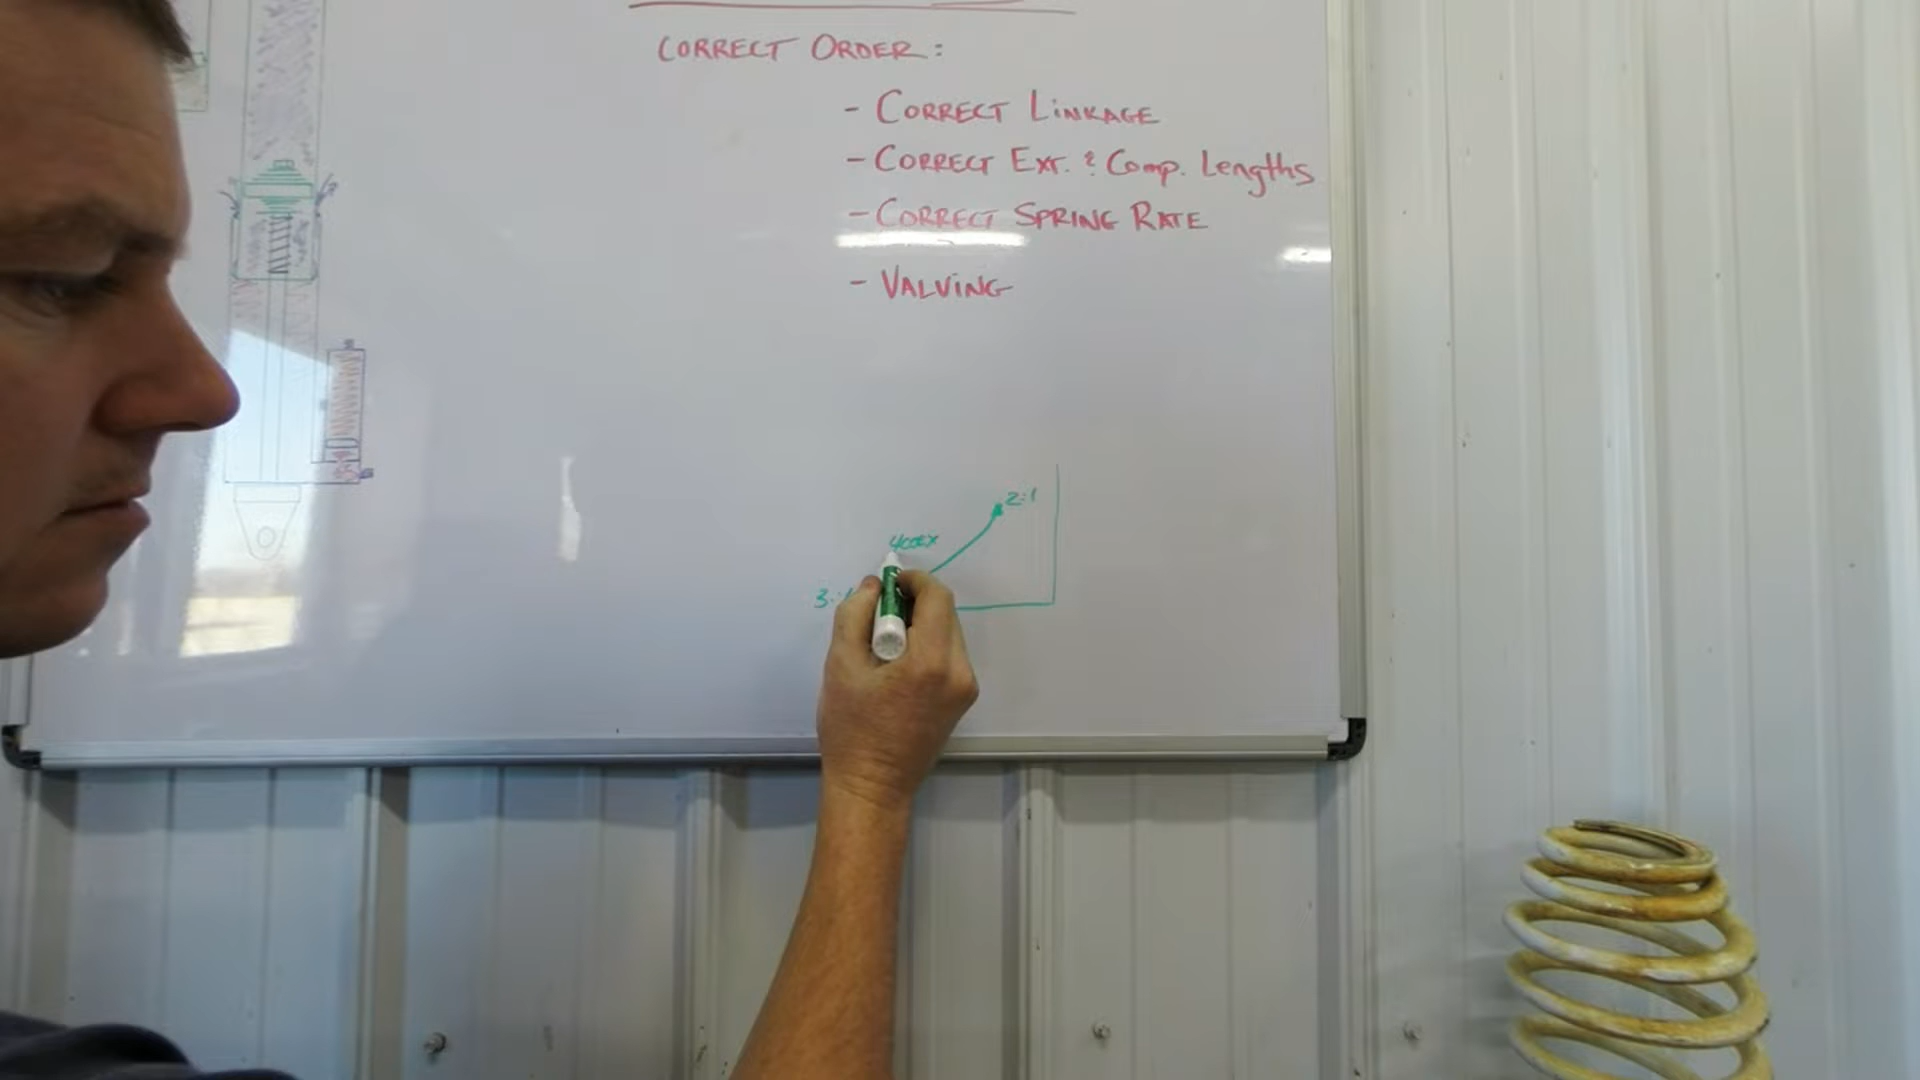 CORRECT ORDER:
- CORRECT LINKAGE
- CORRECT EXT. & Comp. Lengths
- CORRECT SPRING RATE
- VALVING
2:1